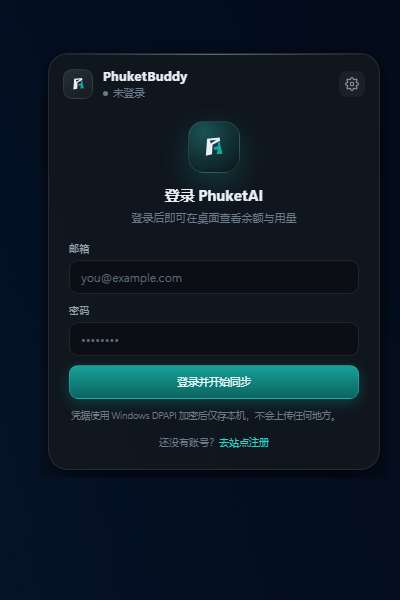 PhuketBuddy
未登录
登录 PhuketAI
登录后即可在桌面查看余额与用量
邮箱
you@example.com
密码
••••••••
登录并开始同步
凭据使用 Windows DPAPI 加密后仅存本机，不会上传任何地方。
还没有账号？去站点注册